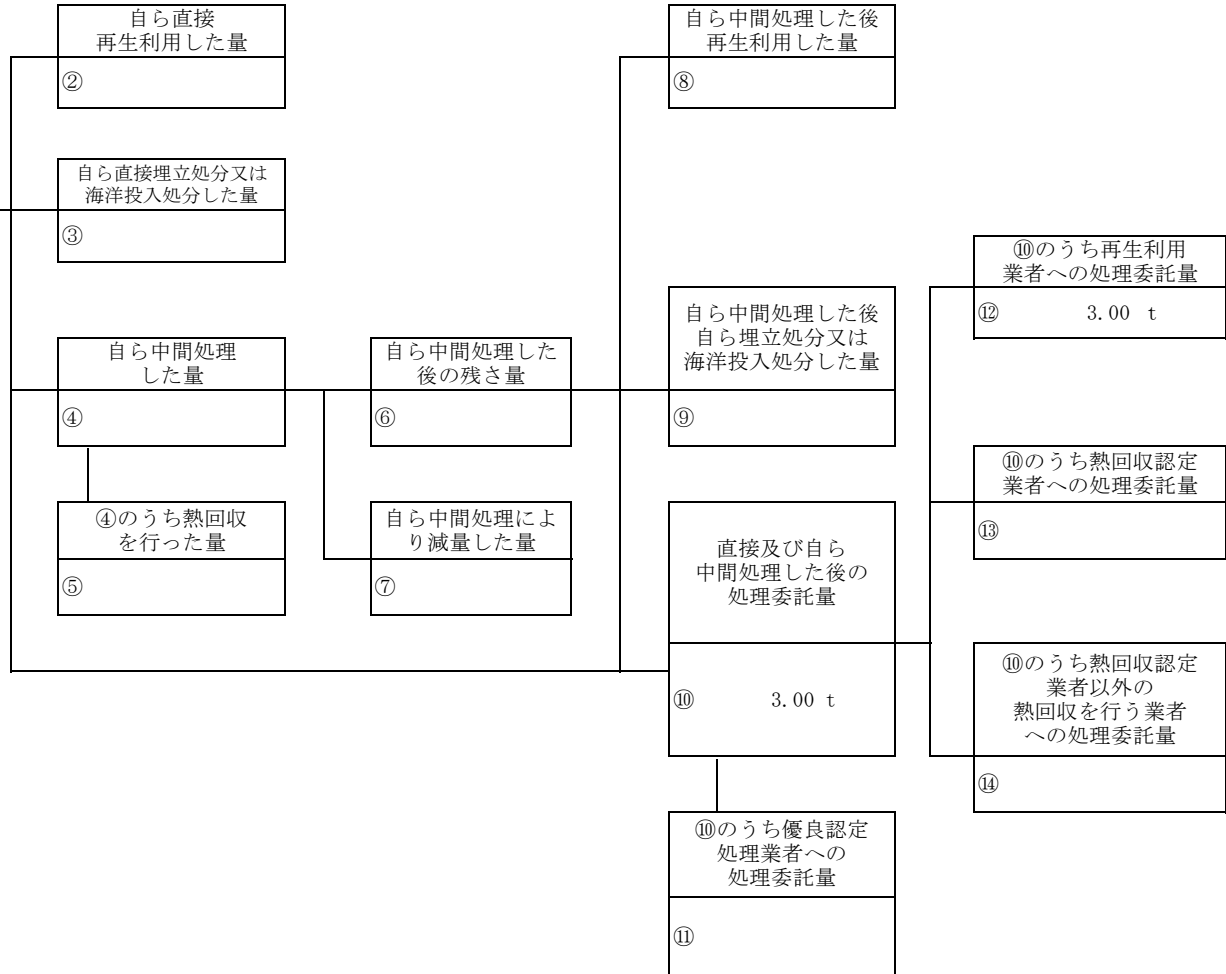 自ら直接
再生利用した量
②
自ら中間処理した後
再生利用した量
⑧
自ら直接埋立処分又は
海洋投入処分した量
③
⑩のうち再生利用
業者への処理委託量
⑫ 3.00 t
自ら中間処理
した量
④
自ら中間処理した
後の残さ量
⑥
自ら中間処理した後
自ら埋立処分又は
海洋投入処分した量
⑨
⑩のうち熱回収認定
業者への処理委託量
⑬
④のうち熱回収
を行った量
⑤
自ら中間処理によ
り減量した量
⑦
直接及び自ら
中間処理した後の
処理委託量
⑩ 3.00 t
⑩のうち熱回収認定
業者以外の
熱回収を行う業者
への処理委託量
⑭
⑩のうち優良認定
処理業者への
処理委託量
⑪